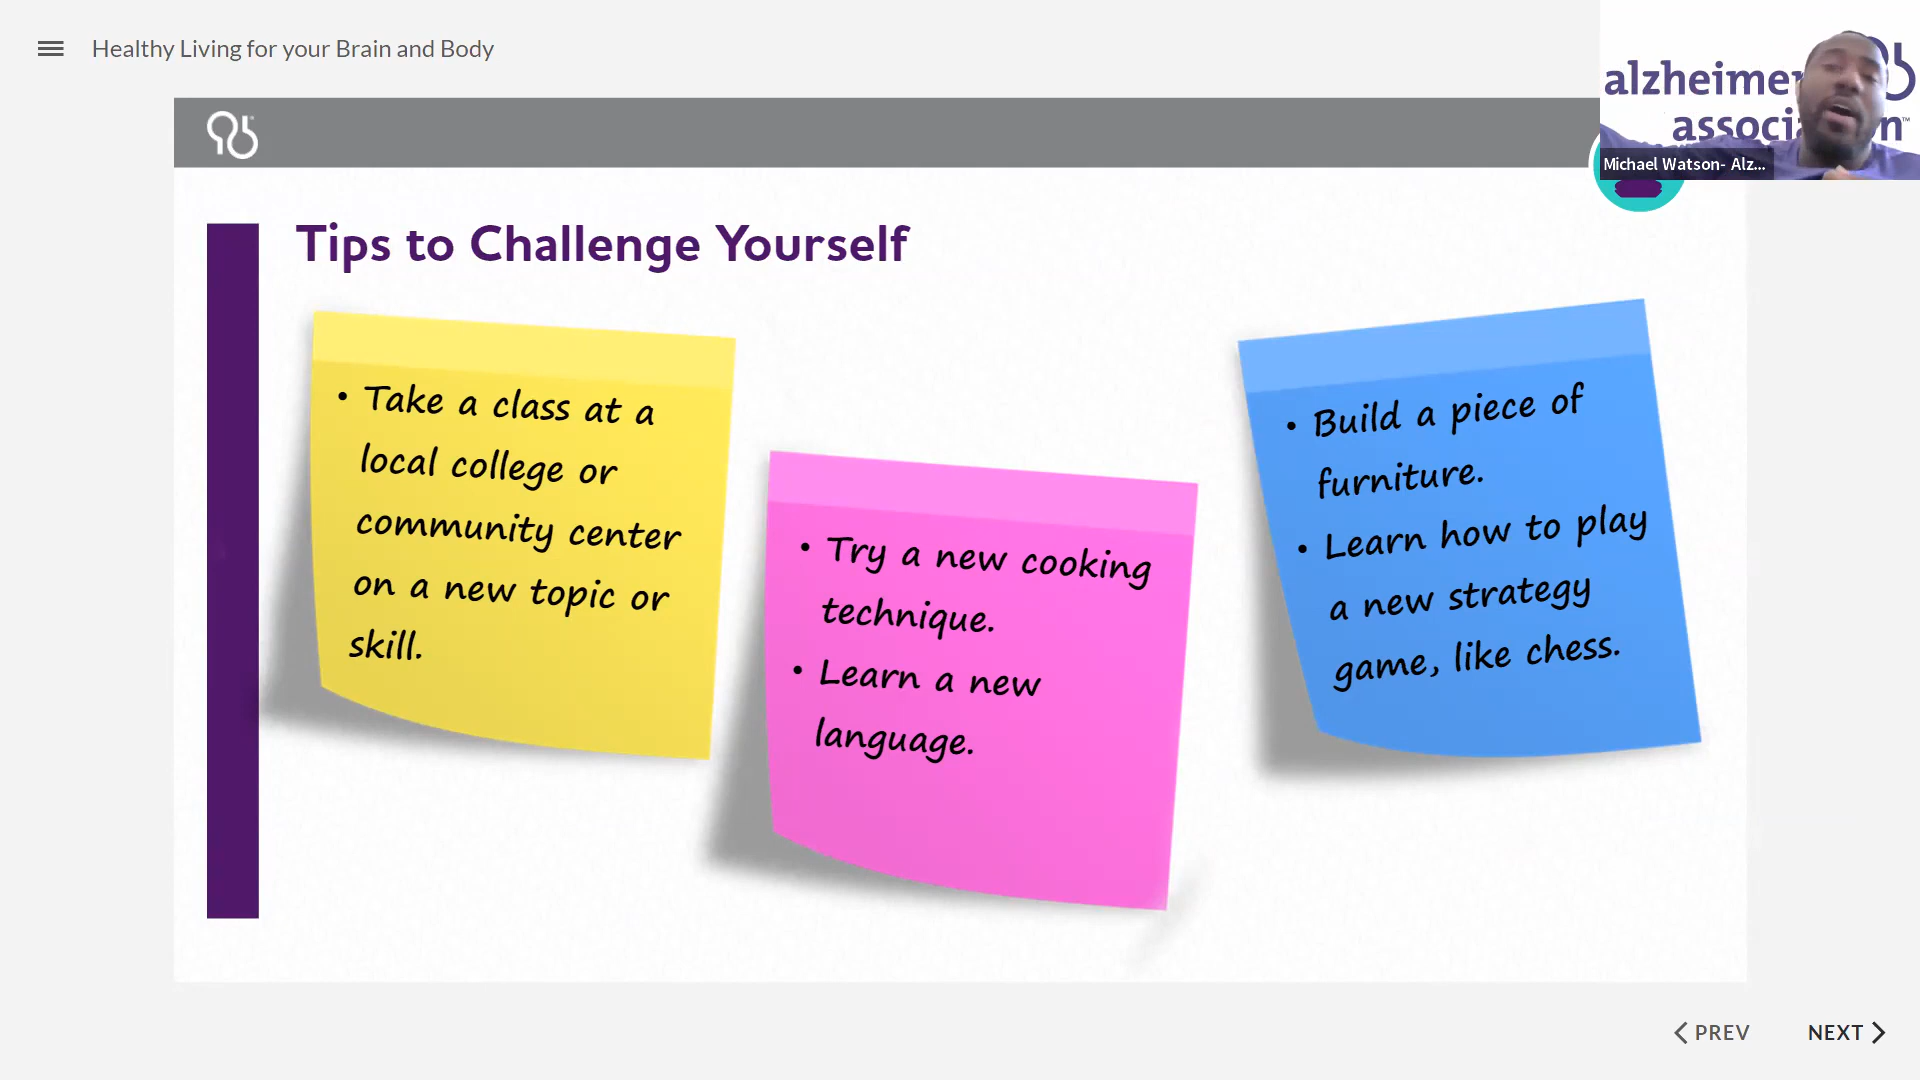 Healthy Living for your Brain and Body
Tips to Challenge Yourself
• Take a class at a
local college or
community center
on a new topic or
skill.
• Try a new cooking
technique.
• Learn a new
language.
• Build a piece of
furniture.
• Learn how to play
a new strategy
game, like chess.
Michael Watson- Alz...
PREV
NEXT